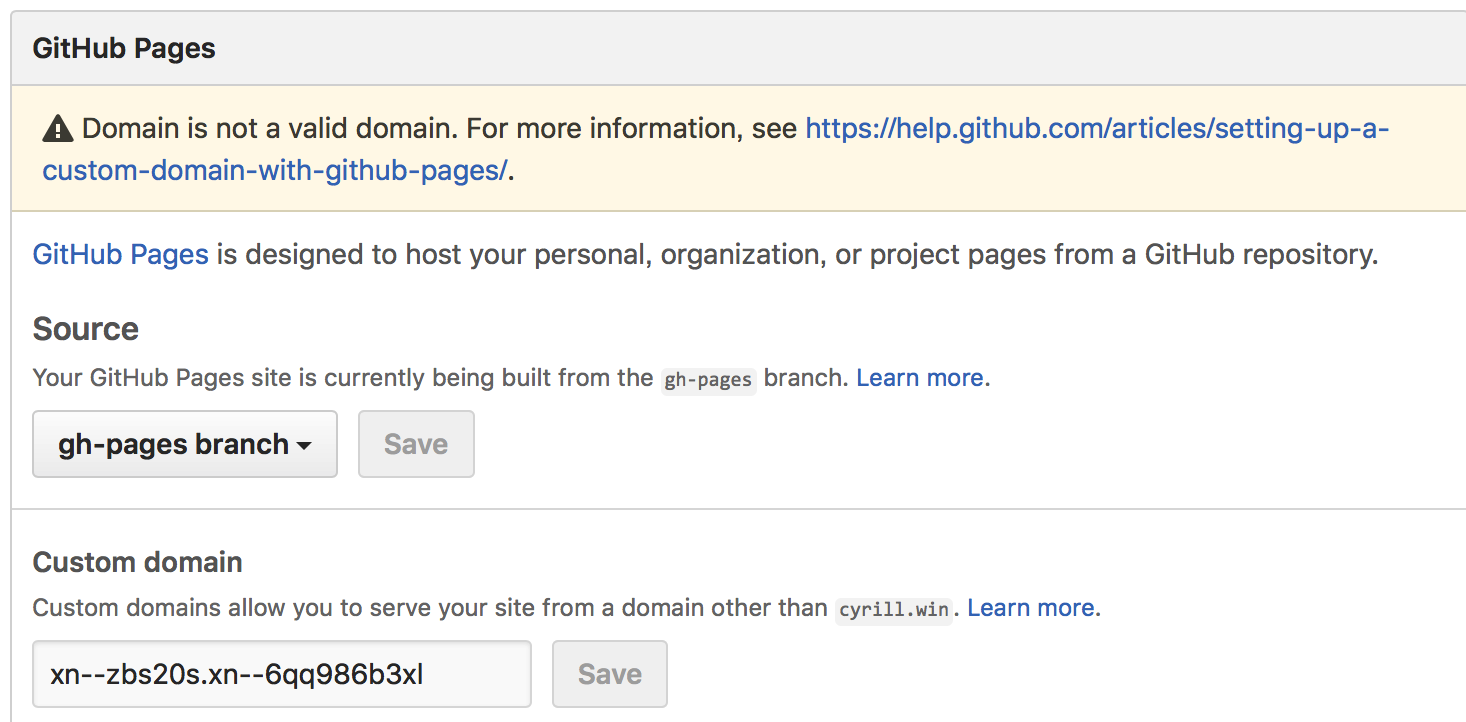 GitHub Pages
Domain is not a valid domain. For more information, see https://help.github.com/articles/setting-up-a-
custom-domain-with-github-pages/.
GitHub Pages is designed to host your personal, organization, or project pages from a GitHub repository.
Source
Your GitHub Pages site is currently being built from the gh-pages branch. Learn more.
gh-pages branch Save
Custom domain
Custom domains allow you to serve your site from a domain other than cyrill.win. Learn more.
xn--zbs20s.xn--6qq986b3xl Save